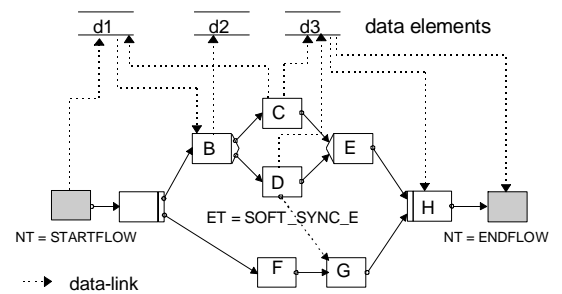 d1 d2 d3 data elements
C
B E
D
H
ET = SOFT_SYNC_E
NT = STARTFLOW NT = ENDFLOW
F G
data-link